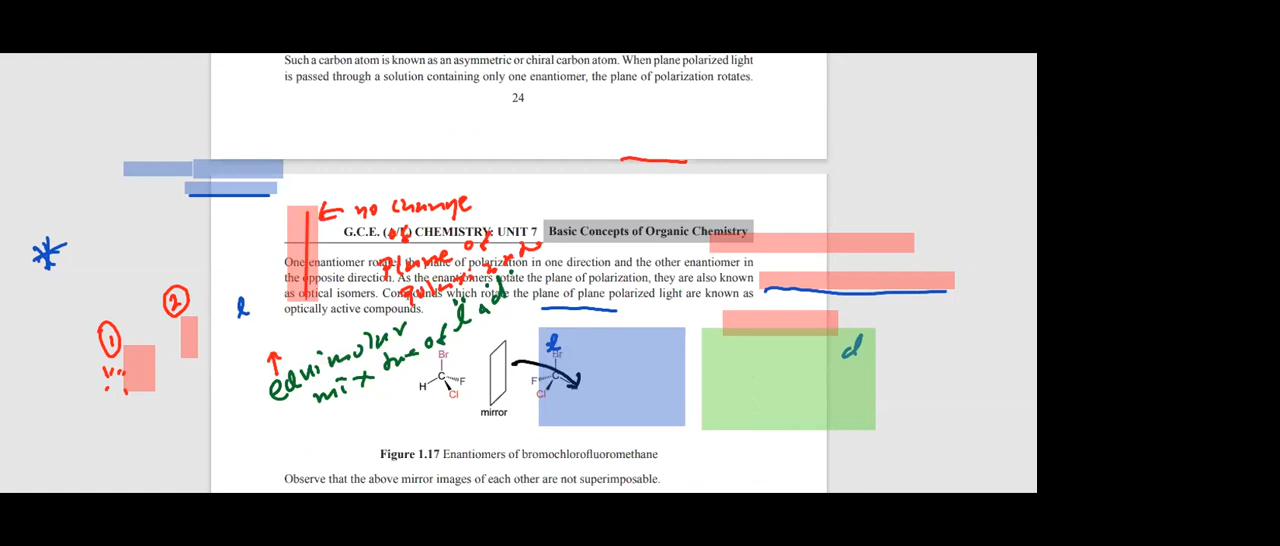 Such a carbon atom is known as an asymmetric or chiral carbon atom. When plane polarized light
is passed through a solution containing only one enantiomer, the plane of polarization rotates.
24
← no change
of
plane of
G.C.E. (A/L) CHEMISTRY: UNIT 7 Basic Concepts of Organic Chemistry
One enantiomer rotates the plane of polarization in one direction and the other enantiomer in
the opposite direction. As the enantiomers rotate the plane of polarization, they are also known
as optical isomers. Compounds which rotate the plane of plane polarized light are known as
optically active compounds.
*
2
1
l
↑
equimolar
mixture of l & d
l
d
Br
H C F
Cl
mirror
Br
F C
Cl
Figure 1.17 Enantiomers of bromochlorofluoromethane
Observe that the above mirror images of each other are not superimposable.